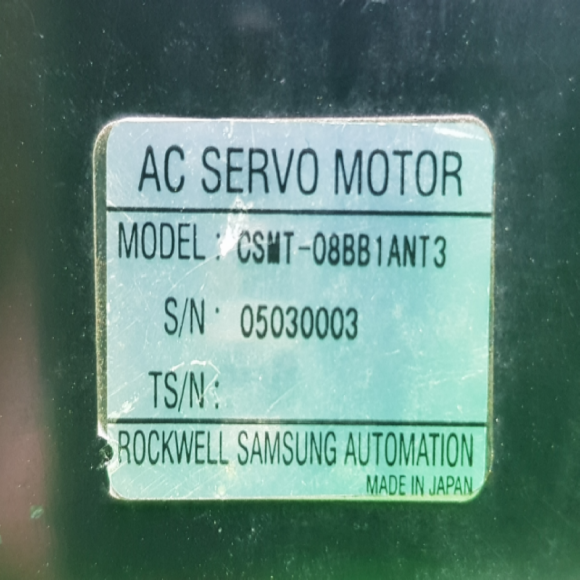 AC SERVO MOTOR
MODEL : CSMT-08BB1ANT3
S/N : 05030003
TS/N :
ROCKWELL SAMSUNG AUTOMATION
MADE IN JAPAN